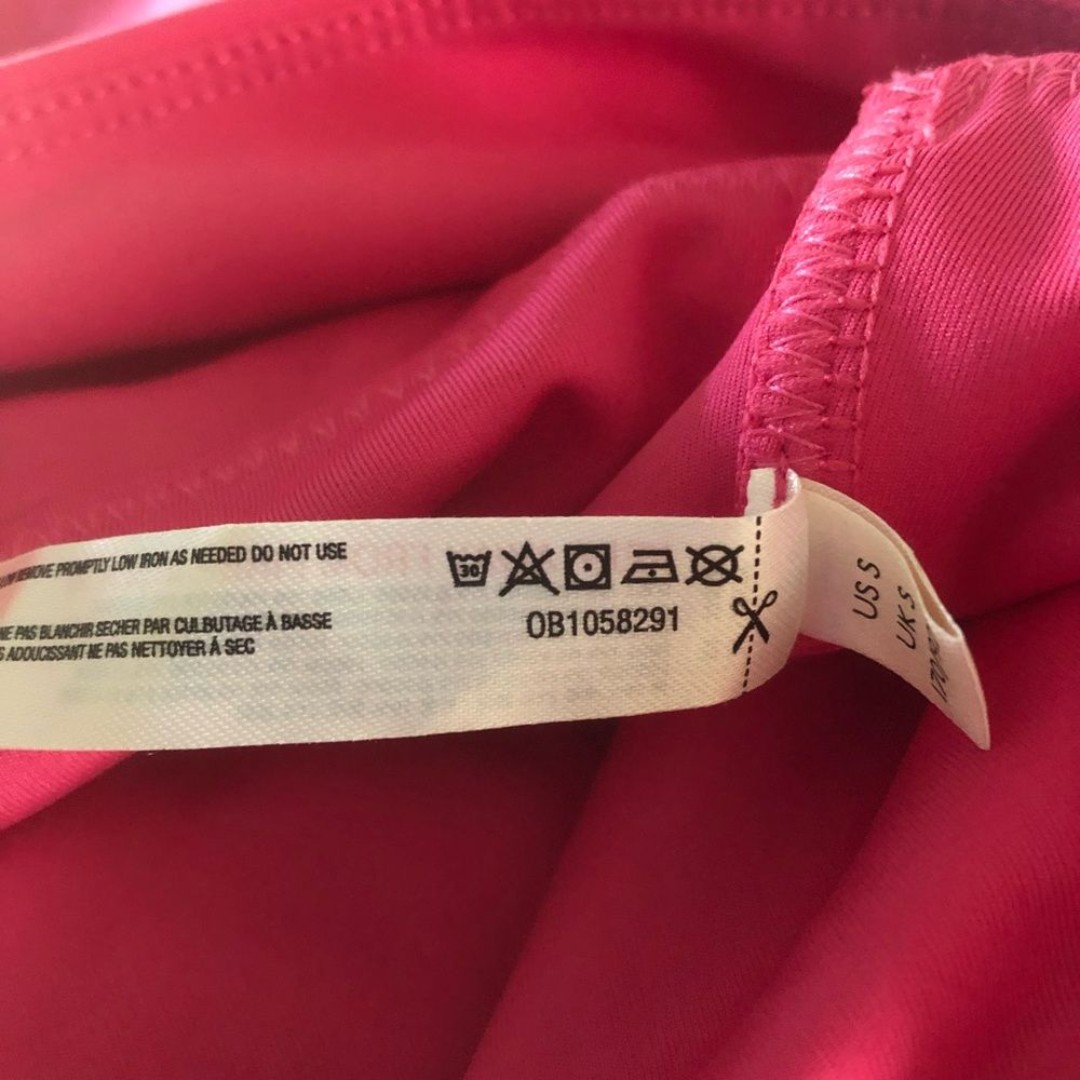 REMOVE PROMPTLY LOW IRON AS NEEDED DO NOT USE
NE PAS BLANCHIR SECHER PAR CULBUTAGE À BASSE
ADOUCISSANT NE PAS NETTOYER À SEC
30
OB1058291
US S
UK S